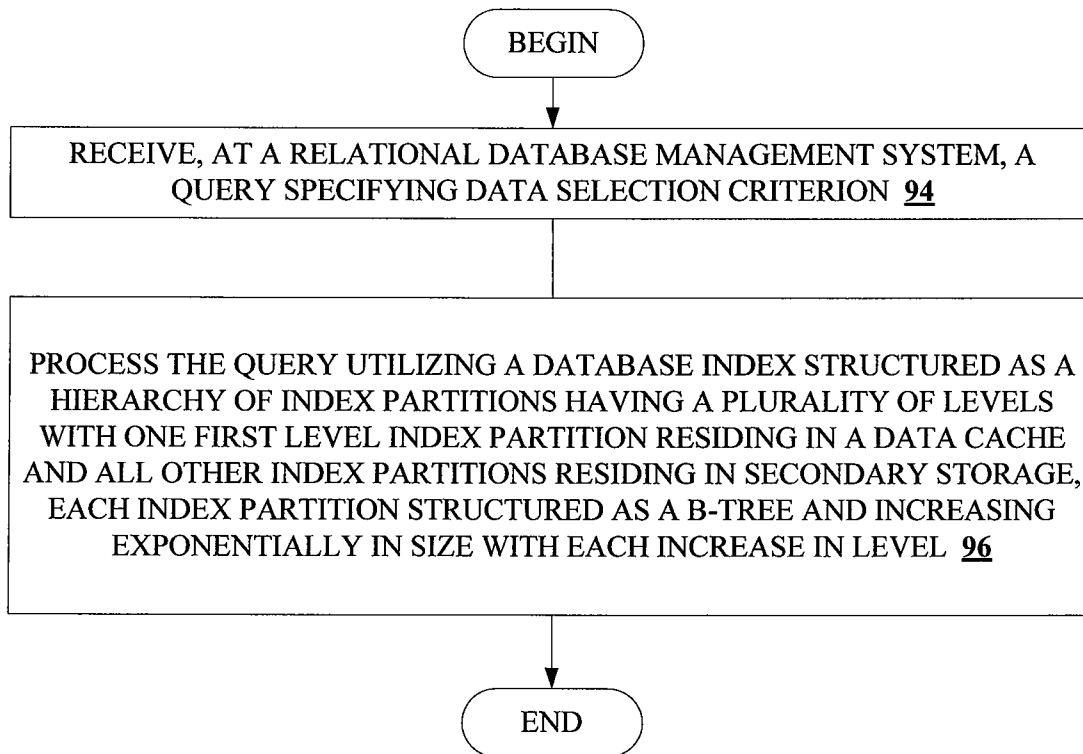 BEGIN
RECEIVE, AT A RELATIONAL DATABASE MANAGEMENT SYSTEM, A
QUERY SPECIFYING DATA SELECTION CRITERION 94
PROCESS THE QUERY UTILIZING A DATABASE INDEX STRUCTURED AS A
HIERARCHY OF INDEX PARTITIONS HAVING A PLURALITY OF LEVELS
WITH ONE FIRST LEVEL INDEX PARTITION RESIDING IN A DATA CACHE
AND ALL OTHER INDEX PARTITIONS RESIDING IN SECONDARY STORAGE,
EACH INDEX PARTITION STRUCTURED AS A B-TREE AND INCREASING
EXPONENTIALLY IN SIZE WITH EACH INCREASE IN LEVEL 96
END